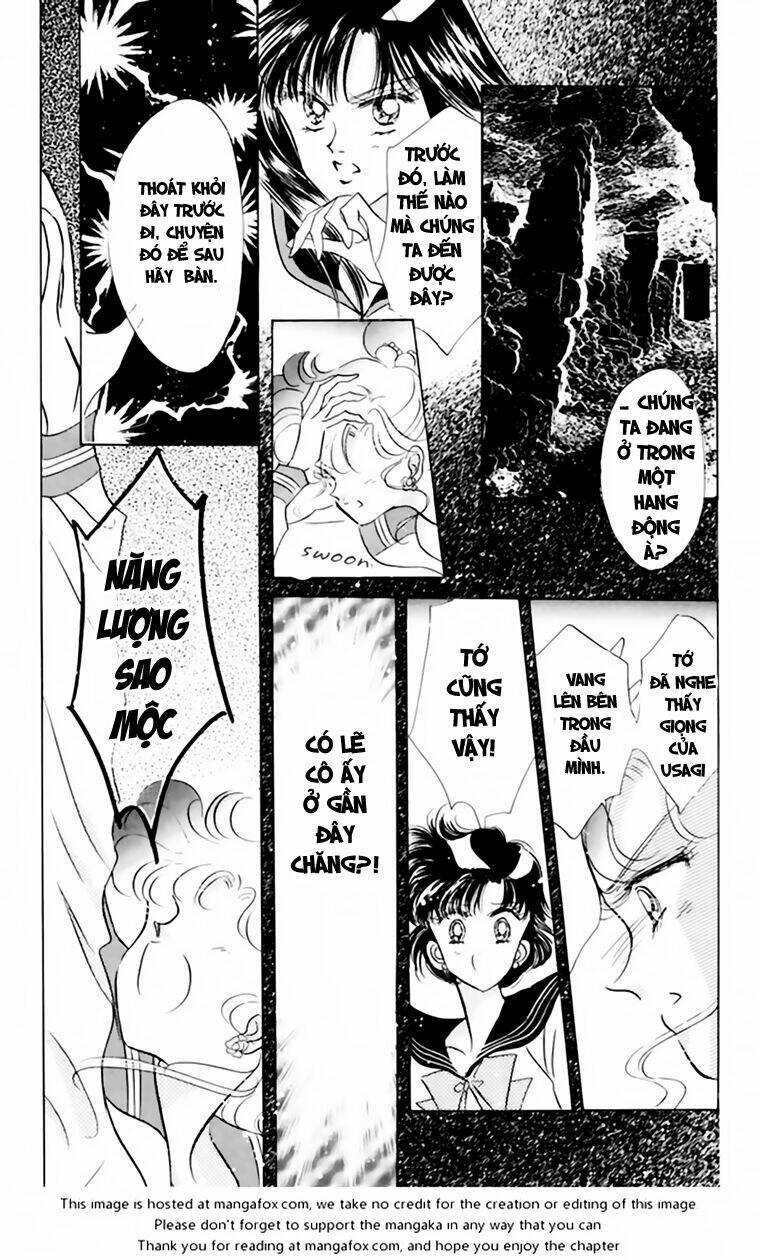 _ CHÚNG
TA ĐANG
Ở TRONG
MỘT
HANG
ĐỘNG
À?
TRƯỚC
ĐÓ, LÀM
THẾ NÀO
MÀ CHÚNG
TA ĐẾN
ĐƯỢC
ĐÂY?
THOÁT KHỎI
ĐÂY TRƯỚC
ĐI, CHUYỆN
ĐÓ ĐỂ SAU
HÃY BÀN.
swoon
TỚ
ĐÃ NGHE
THẤY
GIỌNG
CỦA
USAGI
VANG
LÊN BÊN
TRONG
ĐẦU
MÌNH.
TỚ
CŨNG
THẤY
VẬY!
CÓ LẼ
CÔ ẤY
Ở GẦN
ĐÂY
CHĂNG?!
NĂNG
LƯỢNG
SAO
MỘC
This image is hosted at mangafox.com, we take no credit for the creation or editing of this image
Please don't forget to support the mangaka in any way that you can
Thank you for reading at mangafox.com, and hope you enjoy the chapter